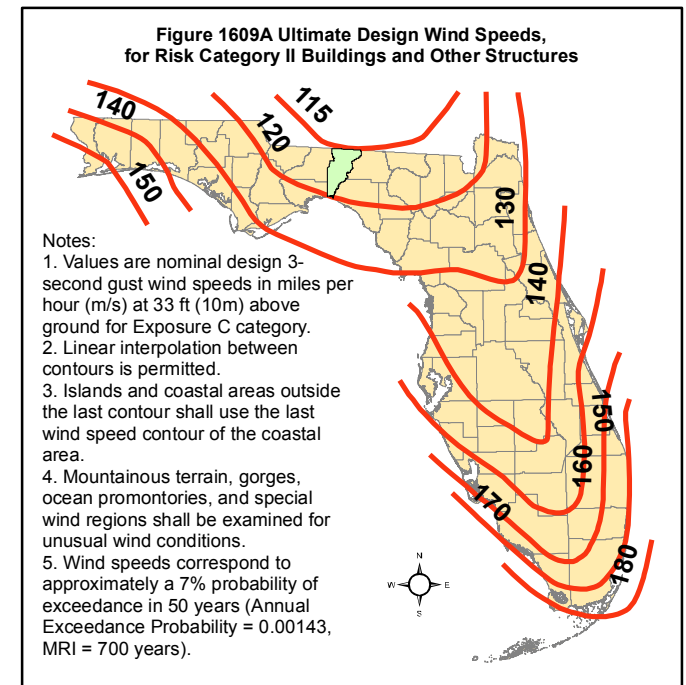 Figure 1609A Ultimate Design Wind Speeds,
for Risk Category II Buildings and Other Structures
140
150
120
115
130
140
150
160
170
180
Notes:
1. Values are nominal design 3-
second gust wind speeds in miles per
hour (m/s) at 33 ft (10m) above
ground for Exposure C category.
2. Linear interpolation between
contours is permitted.
3. Islands and coastal areas outside
the last contour shall use the last
wind speed contour of the coastal
area.
4. Mountainous terrain, gorges,
ocean promontories, and special
wind regions shall be examined for
unusual wind conditions.
5. Wind speeds correspond to
approximately a 7% probability of
exceedance in 50 years (Annual
Exceedance Probability = 0.00143,
MRI = 700 years).
N
W E
S